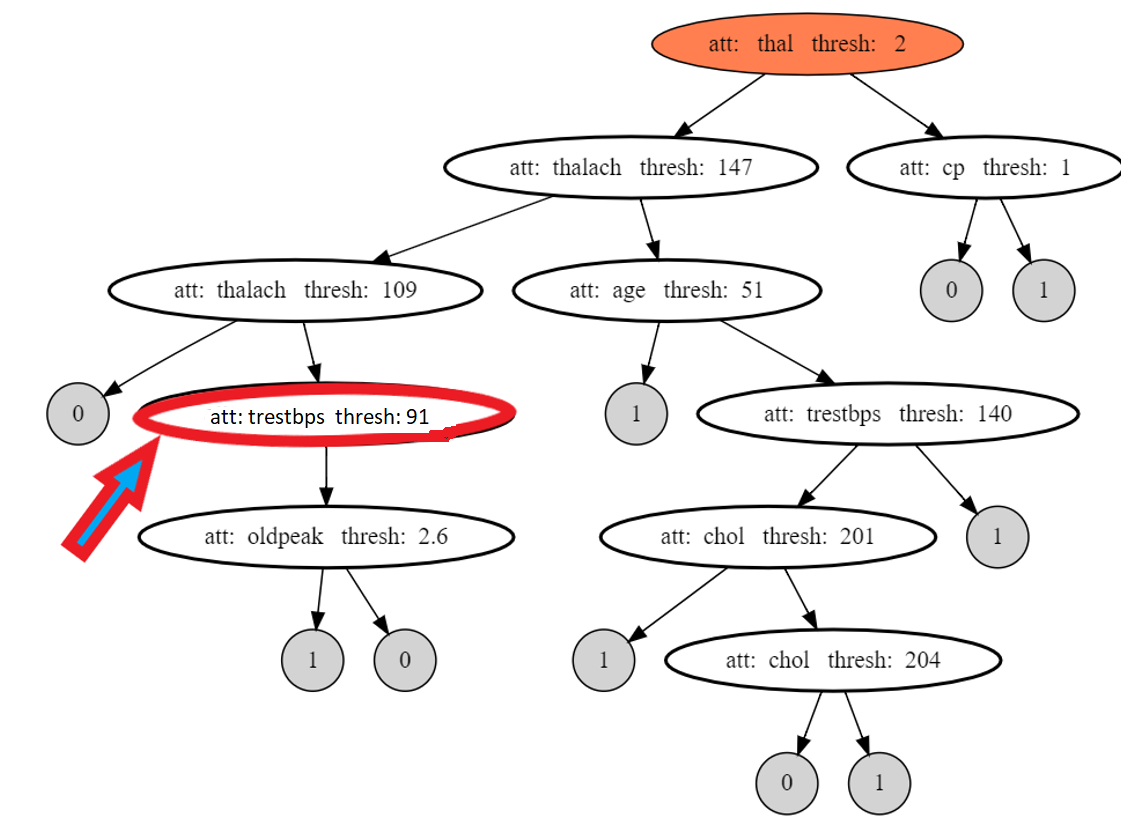 att: thal thresh: 2
att: thalach thresh: 147
att: cp thresh: 1
att: thalach thresh: 109
att: age thresh: 51
0
1
0
att: trestbps thresh: 91
1
att: trestbps thresh: 140
att: oldpeak thresh: 2.6
att: chol thresh: 201
1
1
0
1
att: chol thresh: 204
0
1